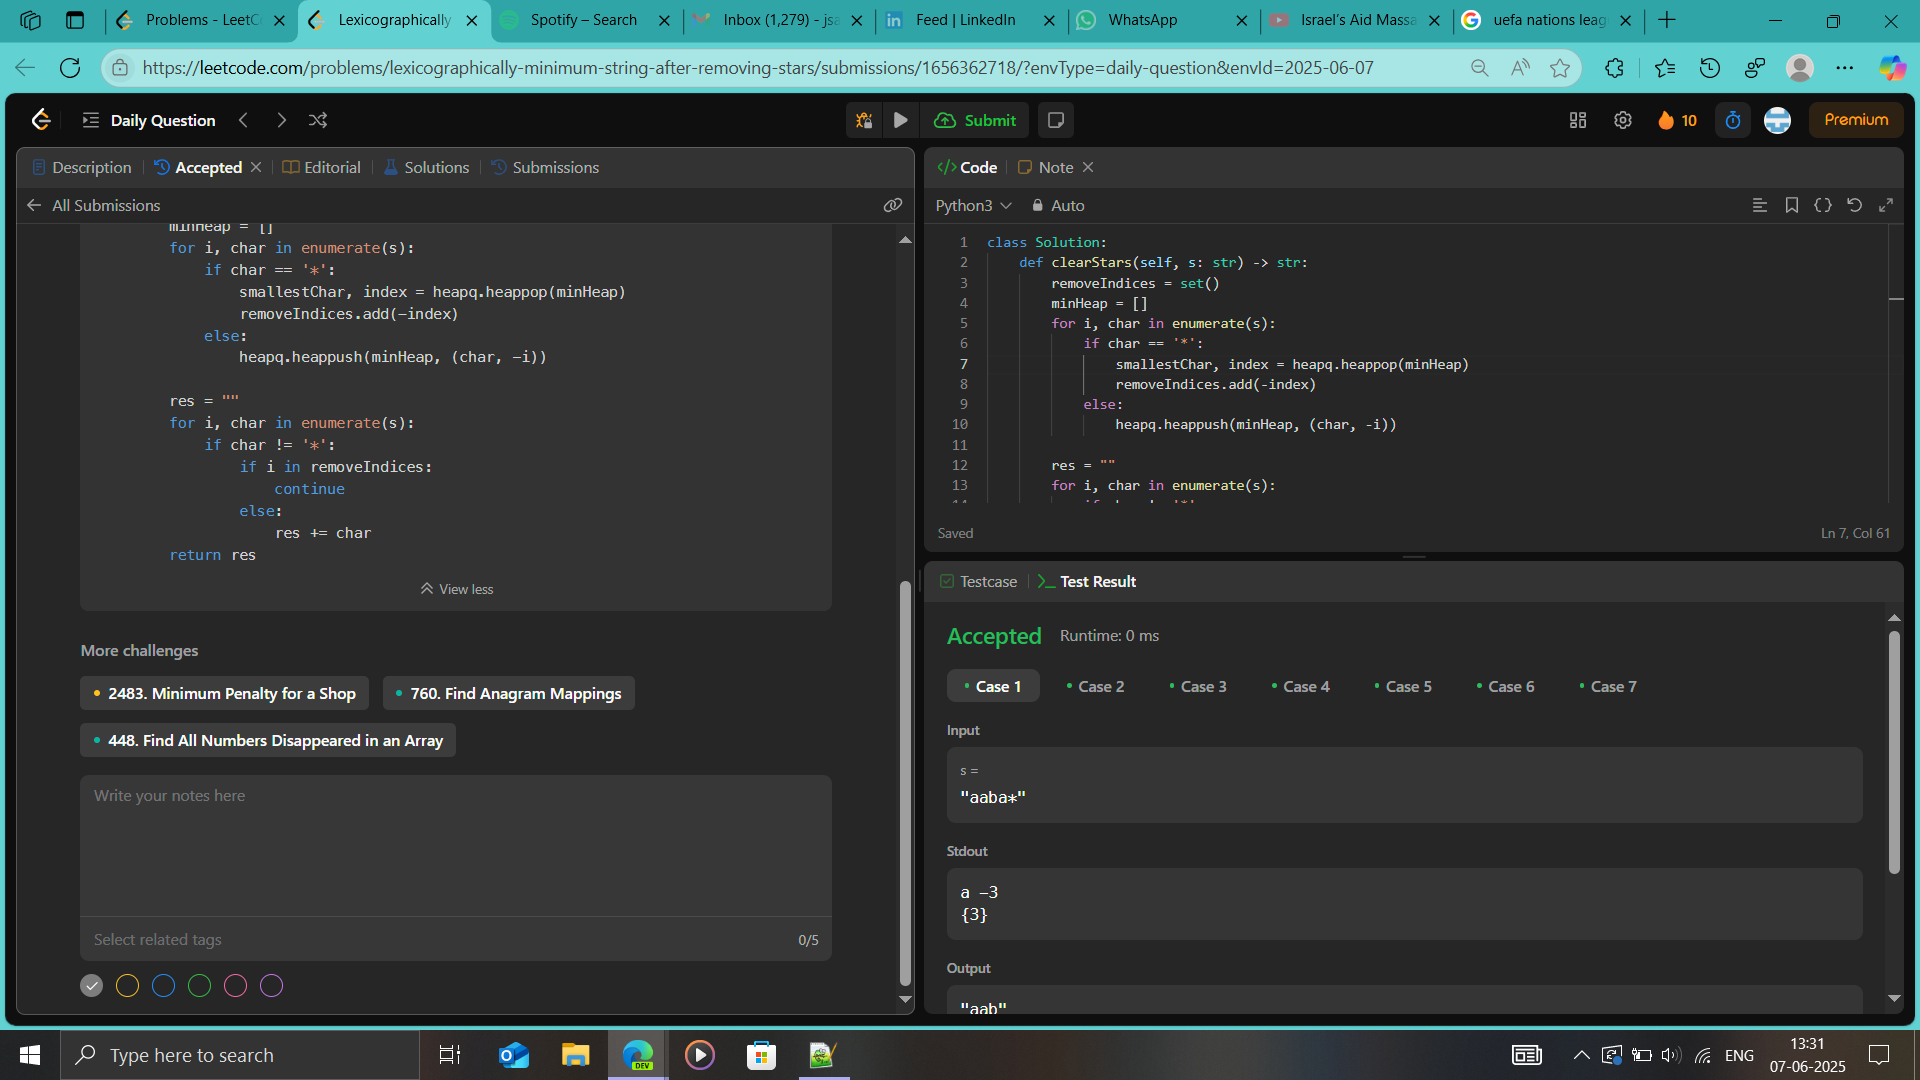 Problems - LeetC
Lexicographically
Spotify – Search
Inbox (1,279) - jsa
Feed | LinkedIn
WhatsApp
Israel's Aid Massa
uefa nations leag
https://leetcode.com/problems/lexicographically-minimum-string-after-removing-stars/submissions/1656362718/?envType=daily-question&envId=2025-06-07
Daily Question
Submit
10
Premium
Description
Accepted
Editorial
Solutions
Submissions
All Submissions
minHeap = []
for i, char in enumerate(s):
if char == '*':
smallestChar, index = heapq.heappop(minHeap)
removeIndices.add(-index)
else:
heapq.heappush(minHeap, (char, -i))
res = ""
for i, char in enumerate(s):
if char != '*':
if i in removeIndices:
continue
else:
res += char
return res
View less
More challenges
2483. Minimum Penalty for a Shop
760. Find Anagram Mappings
448. Find All Numbers Disappeared in an Array
Write your notes here
Select related tags
0/5
</> Code
Note
Python3
Auto
1 class Solution:
2 def clearStars(self, s: str) -> str:
3 removeIndices = set()
4 minHeap = []
5 for i, char in enumerate(s):
6 if char == '*':
7 smallestChar, index = heapq.heappop(minHeap)
8 removeIndices.add(-index)
9 else:
10 heapq.heappush(minHeap, (char, -i))
11
12 res = ""
13 for i, char in enumerate(s):
Saved
Ln 7, Col 61
Testcase
Test Result
Accepted
Runtime: 0 ms
Case 1
Case 2
Case 3
Case 4
Case 5
Case 6
Case 7
Input
s =
"aaba*"
Stdout
a -3
{3}
Output
"aab"
Type here to search
DEV
ENG
13:31
07-06-2025